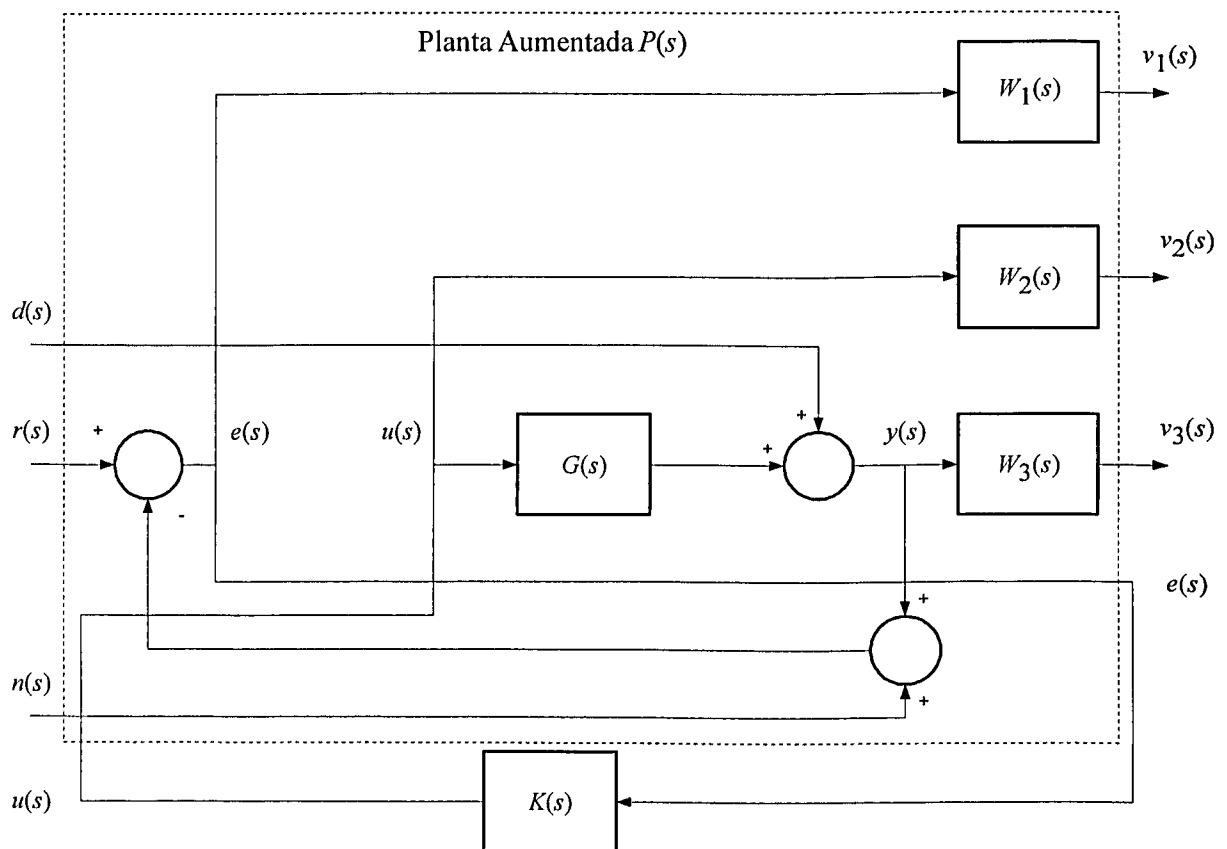 Planta Aumentada P(s)
v1(s)
W1(s)
v2(s)
W2(s)
d(s)
+
v3(s)
r(s)
+
e(s)
u(s)
+
y(s)
G(s)
W3(s)
-
e(s)
+
n(s)
+
u(s)
K(s)